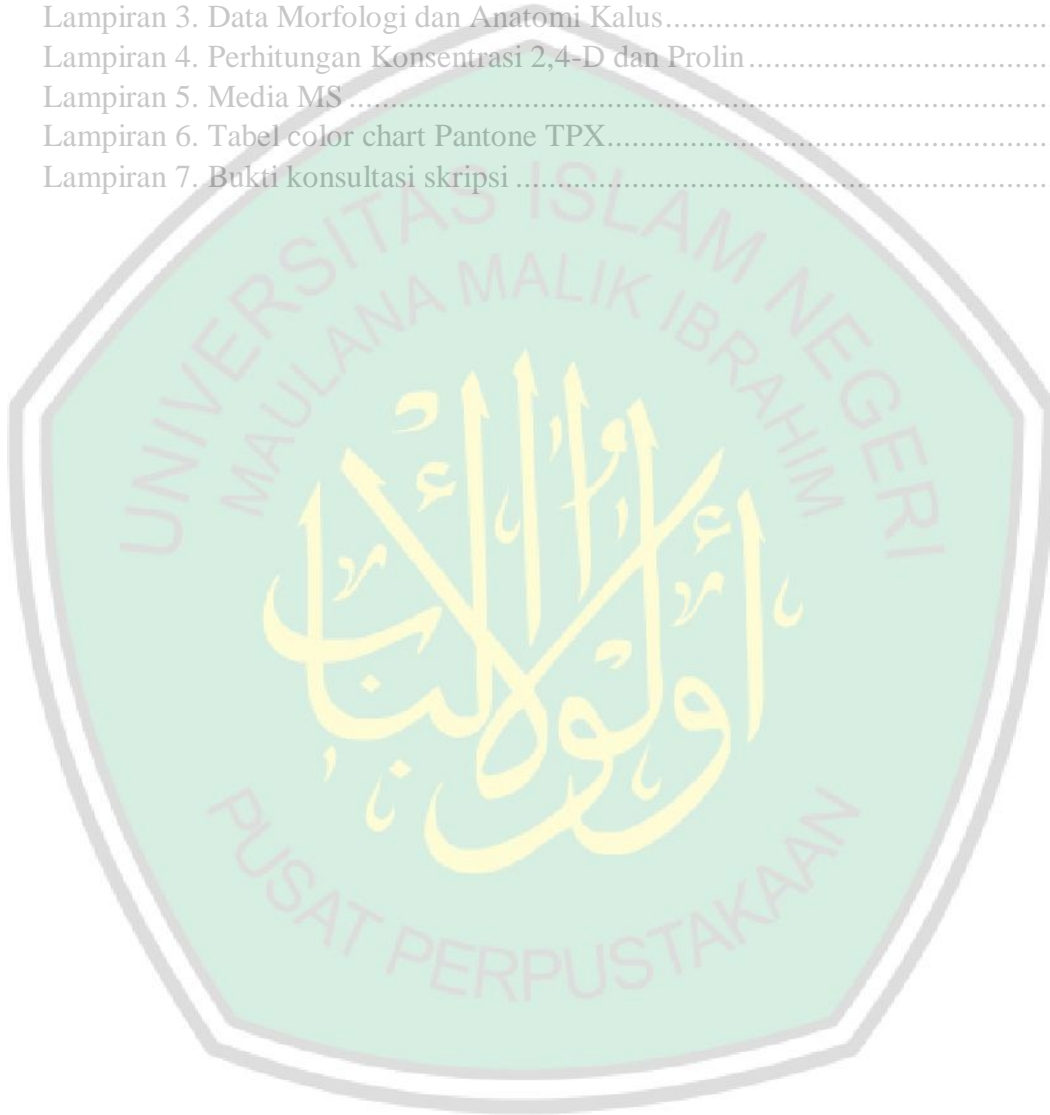 Lampiran 3. Data Morfologi dan Anatomi Kalus.....................................................
Lampiran 4. Perhitungan Konsentrasi 2,4-D dan Prolin.........................................
Lampiran 5. Media MS................................................................................................
Lampiran 6. Tabel color chart Pantone TPX.............................................................
Lampiran 7. Bukti konsultasi skripsi..........................................................................
UNIVERSITAS ISLAM NEGERI
MAULANA MALIK IBRAHIM
أولو الألباب
PUSAT PERPUSTAKAAN